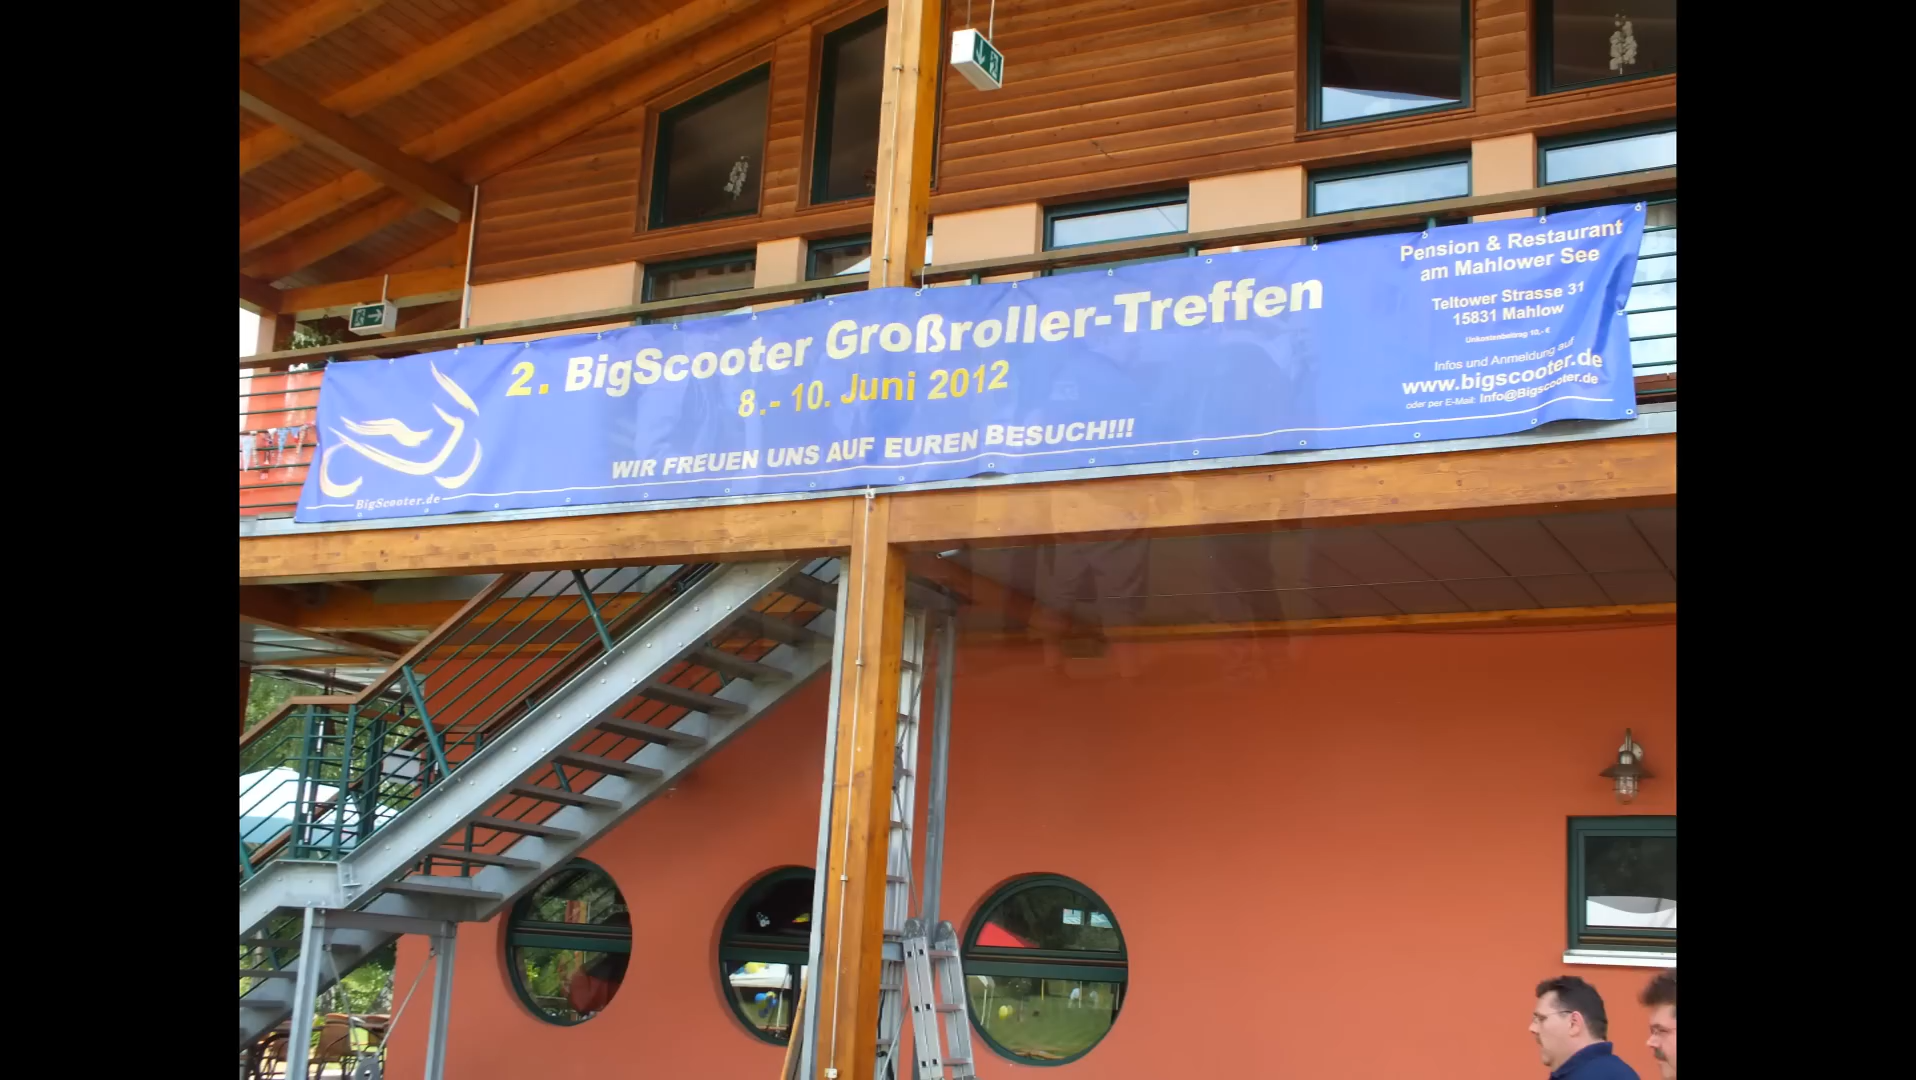 2. BigScooter Großroller-Treffen
8.- 10. Juni 2012
WIR FREUEN UNS AUF EUREN BESUCH!!!
BigScooter.de
Pension & Restaurant
am Mahlower See
Teltower Strasse 31
15831 Mahlow
Unkostenbeitrag 10,- €
Infos und Anmeldung auf
www.bigscooter.de
oder per E-Mail: Info@Bigscooter.de